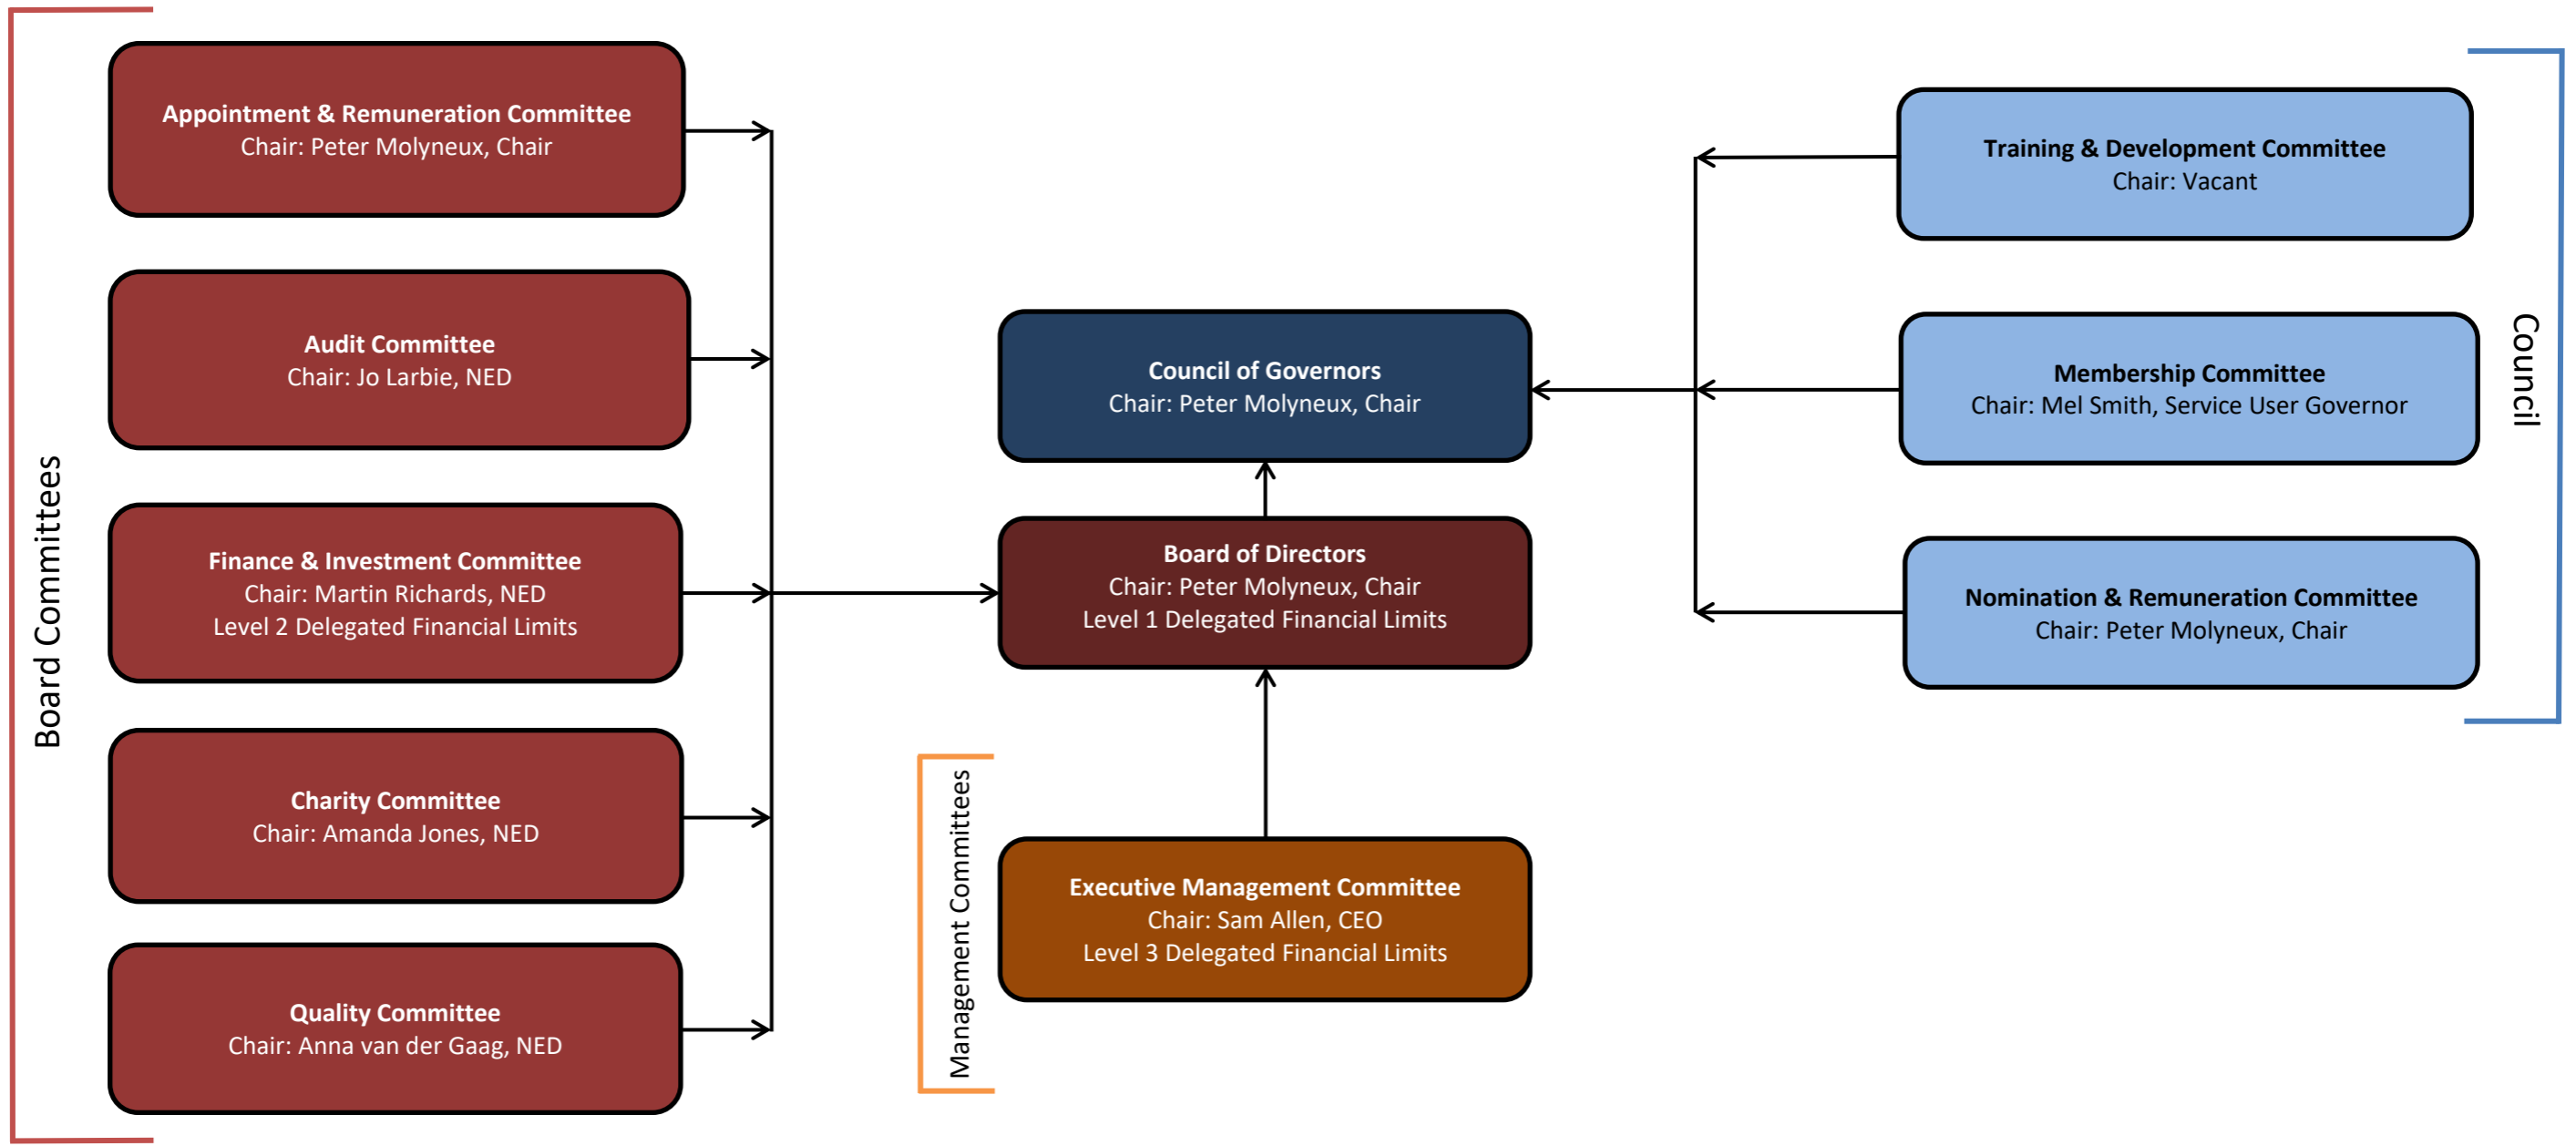 Board Committees
Appointment & Remuneration Committee
Chair: Peter Molyneux, Chair
Audit Committee
Chair: Jo Larbie, NED
Finance & Investment Committee
Chair: Martin Richards, NED
Level 2 Delegated Financial Limits
Charity Committee
Chair: Amanda Jones, NED
Quality Committee
Chair: Anna van der Gaag, NED
Council of Governors
Chair: Peter Molyneux, Chair
Board of Directors
Chair: Peter Molyneux, Chair
Level 1 Delegated Financial Limits
Management Committees
Executive Management Committee
Chair: Sam Allen, CEO
Level 3 Delegated Financial Limits
Training & Development Committee
Chair: Vacant
Membership Committee
Chair: Mel Smith, Service User Governor
Nomination & Remuneration Committee
Chair: Peter Molyneux, Chair
Council